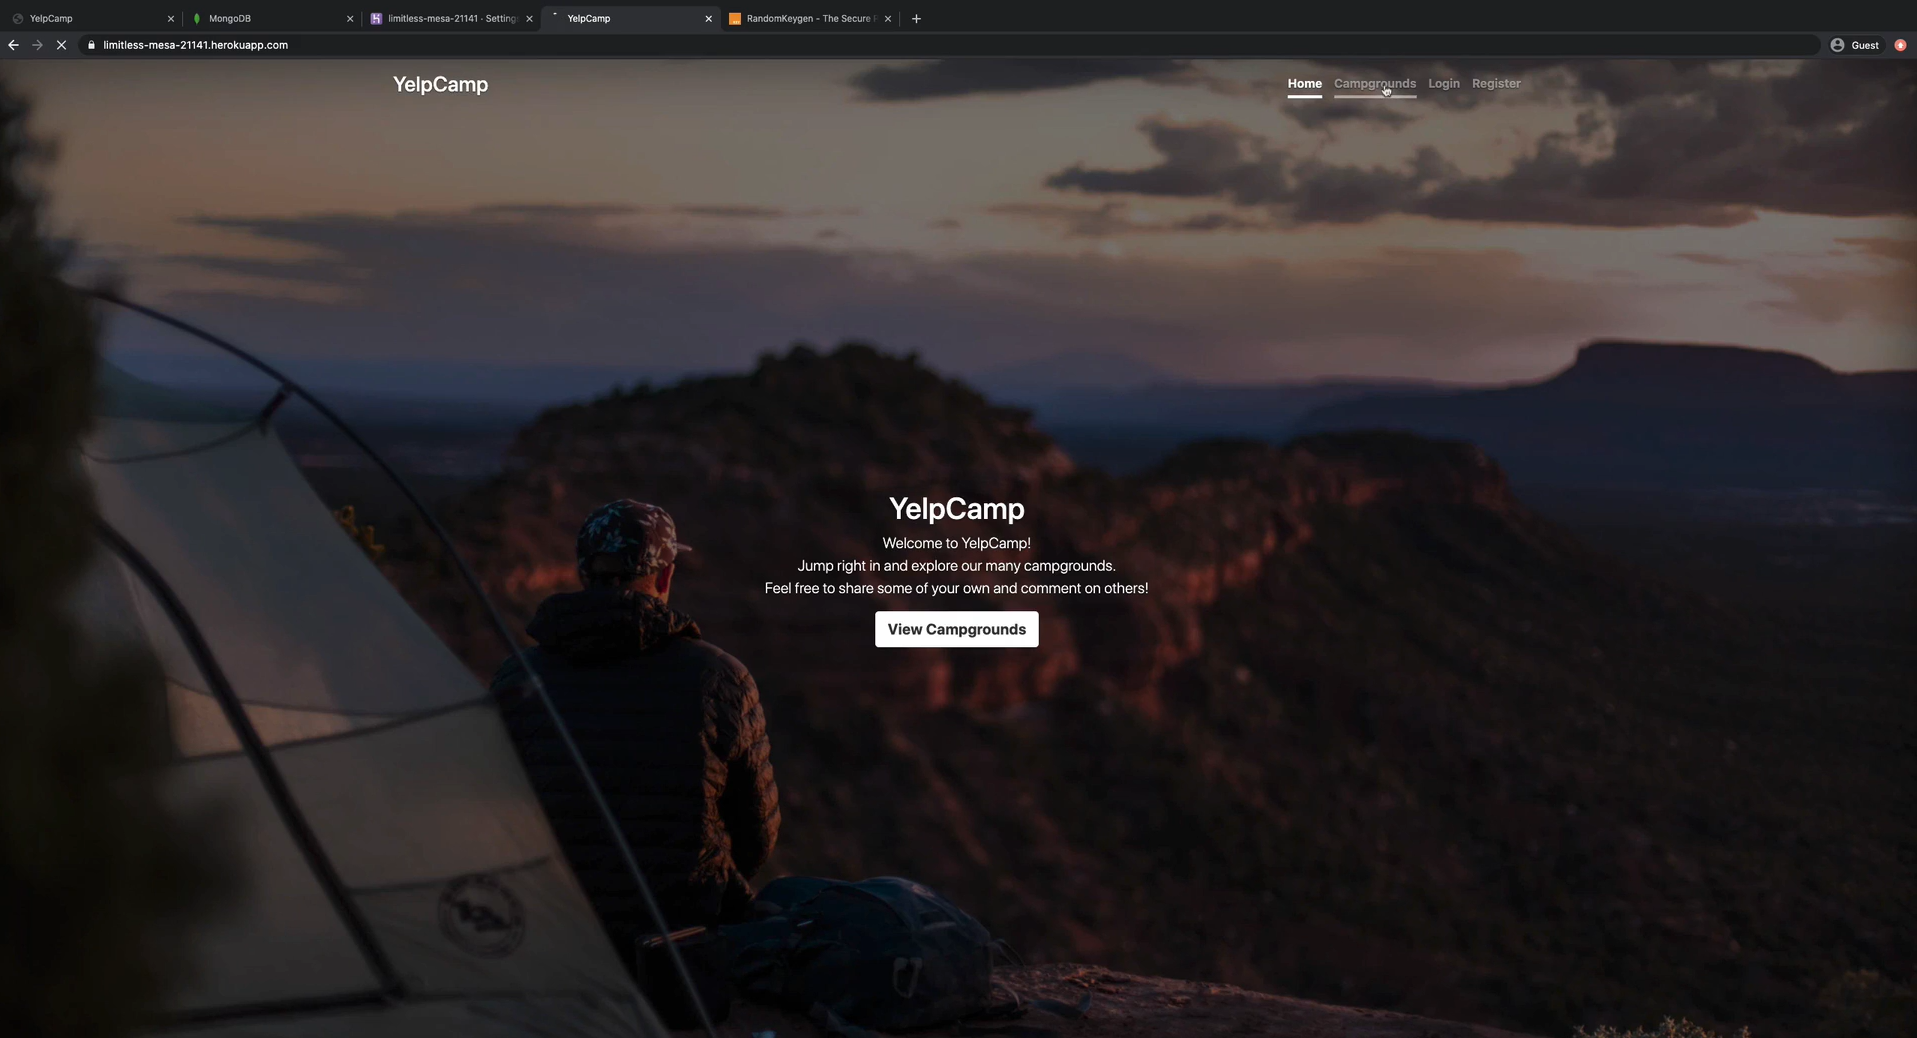 YelpCamp
MongoDB
limitless-mesa-21141 · Setting
YelpCamp
RandomKeygen - The Secure
limitless-mesa-21141.herokuapp.com
Guest
YelpCamp
Home Campgrounds Login Register
YelpCamp
Welcome to YelpCamp!
Jump right in and explore our many campgrounds.
Feel free to share some of your own and comment on others!
View Campgrounds